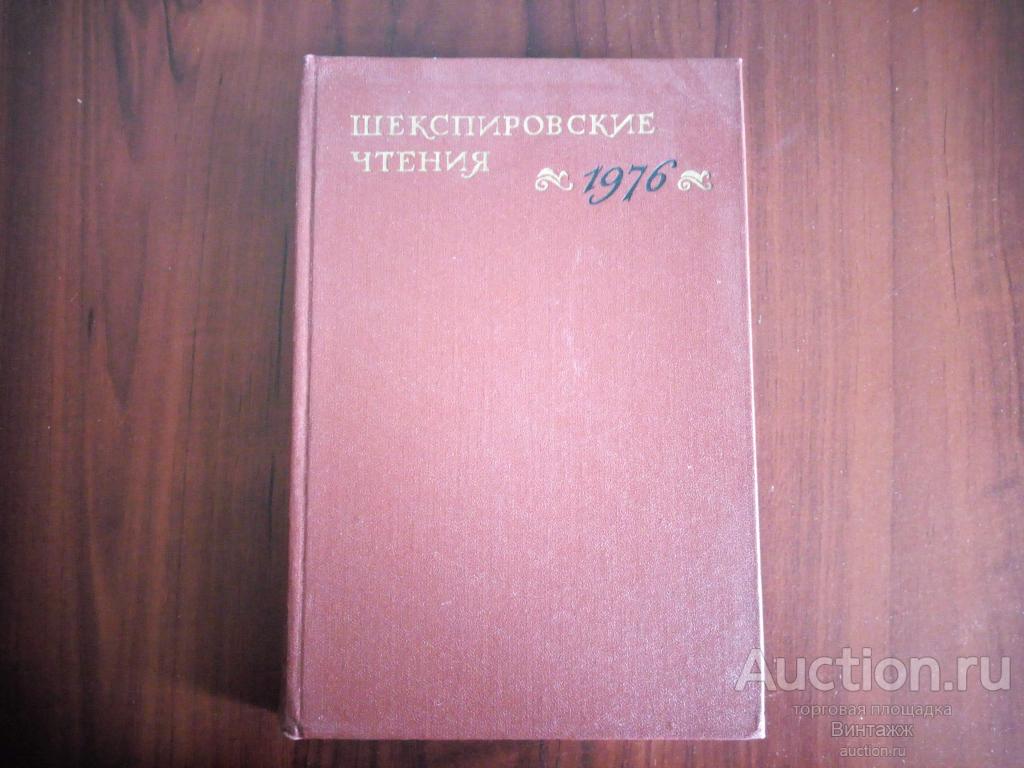 ШЕКСПИРОВСКИЕ
ЧТЕНИЯ
1976
Auction.ru
торговая площадка
Винтажж
auction.ru